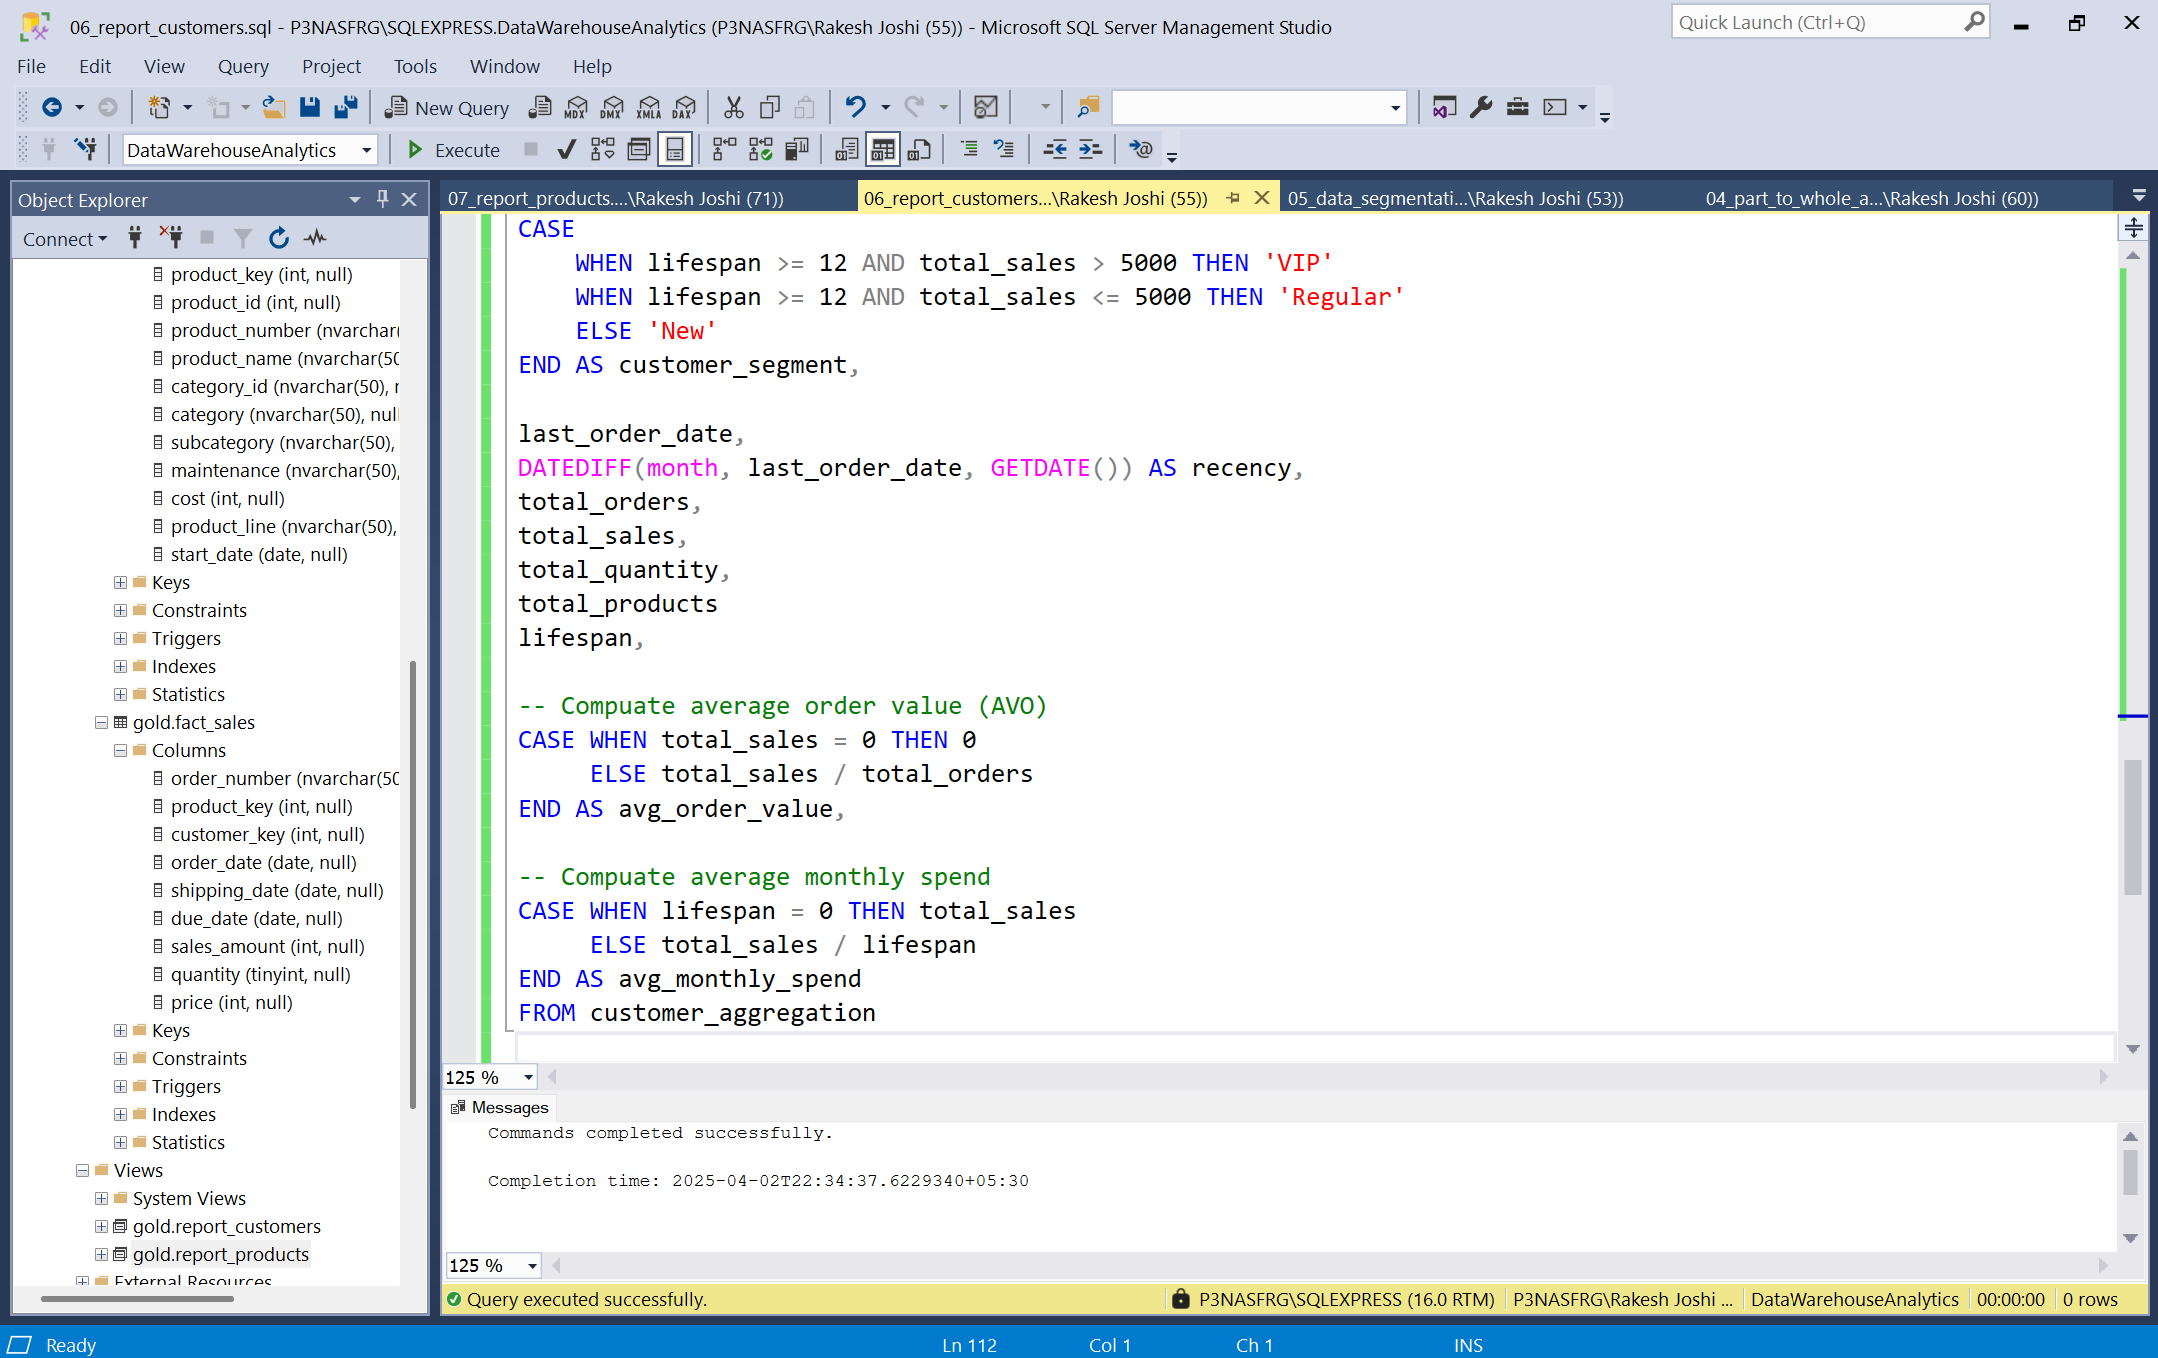 06_report_customers.sql - P3NASFRG\SQLEXPRESS.DataWarehouseAnalytics (P3NASFRG\Rakesh Joshi (55)) - Microsoft SQL Server Management Studio
Quick Launch (Ctrl+Q)
File Edit View Query Project Tools Window Help
New Query MDX DMX XMLA DAX
DataWarehouseAnalytics Execute
Object Explorer
Connect
product_key (int, null)
product_id (int, null)
product_number (nvarchar(
product_name (nvarchar(50
category_id (nvarchar(50), n
category (nvarchar(50), null
subcategory (nvarchar(50),
maintenance (nvarchar(50),
cost (int, null)
product_line (nvarchar(50),
start_date (date, null)
Keys
Constraints
Triggers
Indexes
Statistics
gold.fact_sales
Columns
order_number (nvarchar(50
product_key (int, null)
customer_key (int, null)
order_date (date, null)
shipping_date (date, null)
due_date (date, null)
sales_amount (int, null)
quantity (tinyint, null)
price (int, null)
Keys
Constraints
Triggers
Indexes
Statistics
Views
System Views
gold.report_customers
gold.report_products
External Resources
07_report_products....\Rakesh Joshi (71)) 06_report_customers...\Rakesh Joshi (55)) 05_data_segmentati...\Rakesh Joshi (53)) 04_part_to_whole_a...\Rakesh Joshi (60))
CASE
WHEN lifespan >= 12 AND total_sales > 5000 THEN 'VIP'
WHEN lifespan >= 12 AND total_sales <= 5000 THEN 'Regular'
ELSE 'New'
END AS customer_segment,
last_order_date,
DATEDIFF(month, last_order_date, GETDATE()) AS recency,
total_orders,
total_sales,
total_quantity,
total_products
lifespan,
-- Compuate average order value (AVO)
CASE WHEN total_sales = 0 THEN 0
ELSE total_sales / total_orders
END AS avg_order_value,
-- Compuate average monthly spend
CASE WHEN lifespan = 0 THEN total_sales
ELSE total_sales / lifespan
END AS avg_monthly_spend
FROM customer_aggregation
125 %
Messages
Commands completed successfully.
Completion time: 2025-04-02T22:34:37.6229340+05:30
125 %
Query executed successfully. P3NASFRG\SQLEXPRESS (16.0 RTM) P3NASFRG\Rakesh Joshi ... DataWarehouseAnalytics 00:00:00 0 rows
Ready Ln 112 Col 1 Ch 1 INS